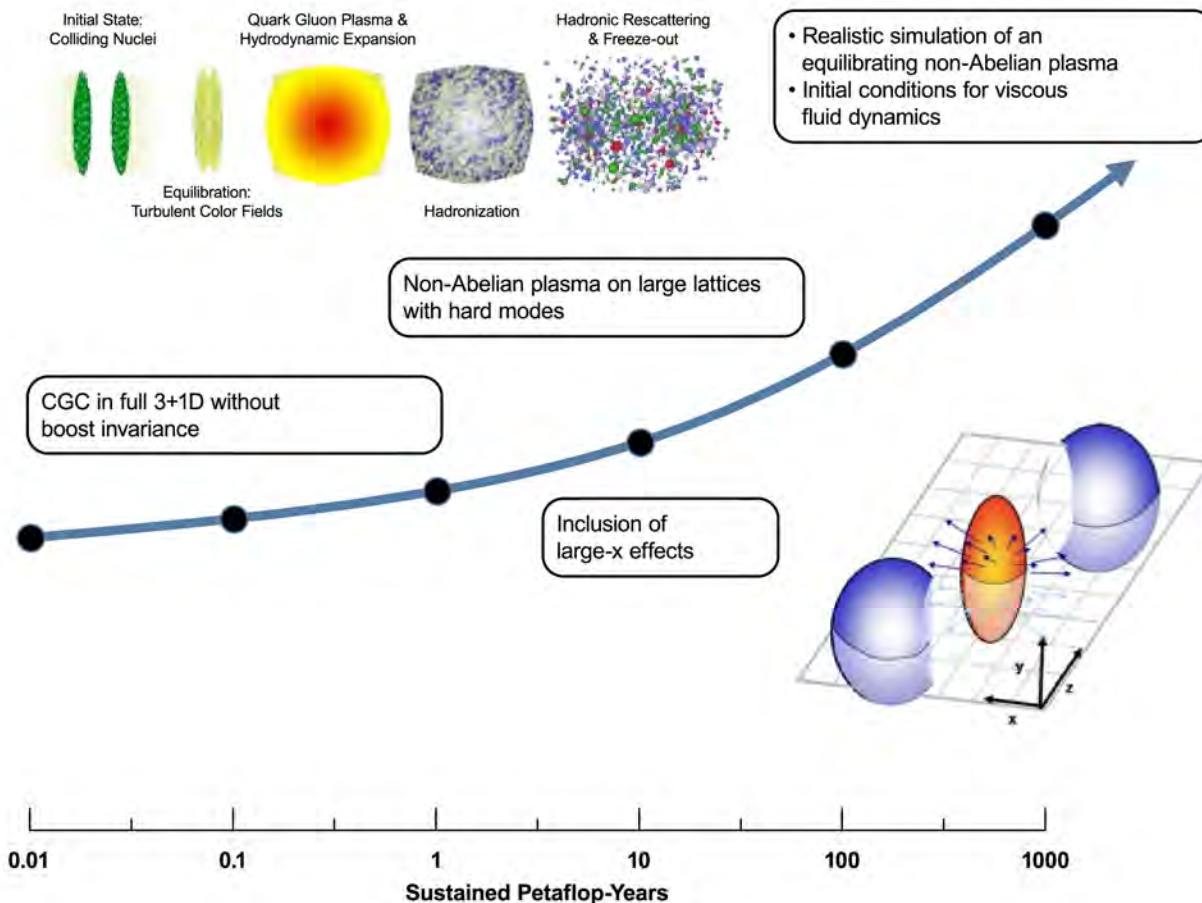 Initial State:
Colliding Nuclei
Quark Gluon Plasma &
Hydrodynamic Expansion
Hadronic Rescattering
& Freeze-out
Equilibration:
Turbulent Color Fields
Hadronization
• Realistic simulation of an
equilibrating non-Abelian plasma
• Initial conditions for viscous
fluid dynamics
Non-Abelian plasma on large lattices
with hard modes
CGC in full 3+1D without
boost invariance
Inclusion of
large-x effects
y
z
x
0.01 0.1 1 10 100 1000
Sustained Petaflop-Years